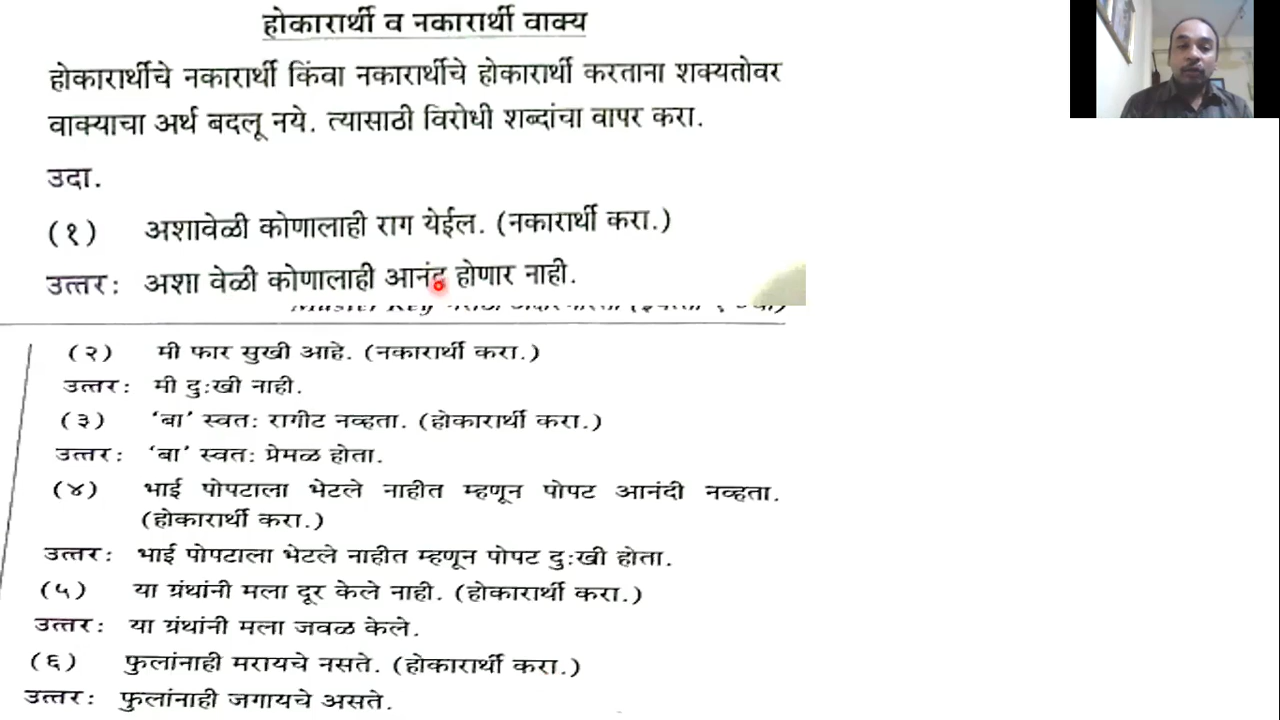 होकारार्थी व नकारार्थी वाक्य
होकारार्थीचे नकारार्थी किंवा नकारार्थीचे होकारार्थी करताना शक्यतोवर
वाक्याचा अर्थ बदलू नये. त्यासाठी विरोधी शब्दांचा वापर करा.
उदा.
(१) अशावेळी कोणालाही राग येईल. (नकारार्थी करा.)
उत्तर: अशा वेळी कोणालाही आनंद होणार नाही.
(२) मी फार सुखी आहे. (नकारार्थी करा.)
उत्तर: मी दुःखी नाही.
(३) ‘बा’ स्वतः रागीट नव्हता. (होकारार्थी करा.)
उत्तर: ‘बा’ स्वतः प्रेमळ होता.
(४) भाई पोपटाला भेटले नाहीत म्हणून पोपट आनंदी नव्हता.
(होकारार्थी करा.)
उत्तर: भाई पोपटाला भेटले नाहीत म्हणून पोपट दुःखी होता.
(५) या ग्रंथांनी मला दूर केले नाही. (होकारार्थी करा.)
उत्तर: या ग्रंथांनी मला जवळ केले.
(६) फुलांनाही मरायचे नसते. (होकारार्थी करा.)
उत्तर: फुलांनाही जगायचे असते.